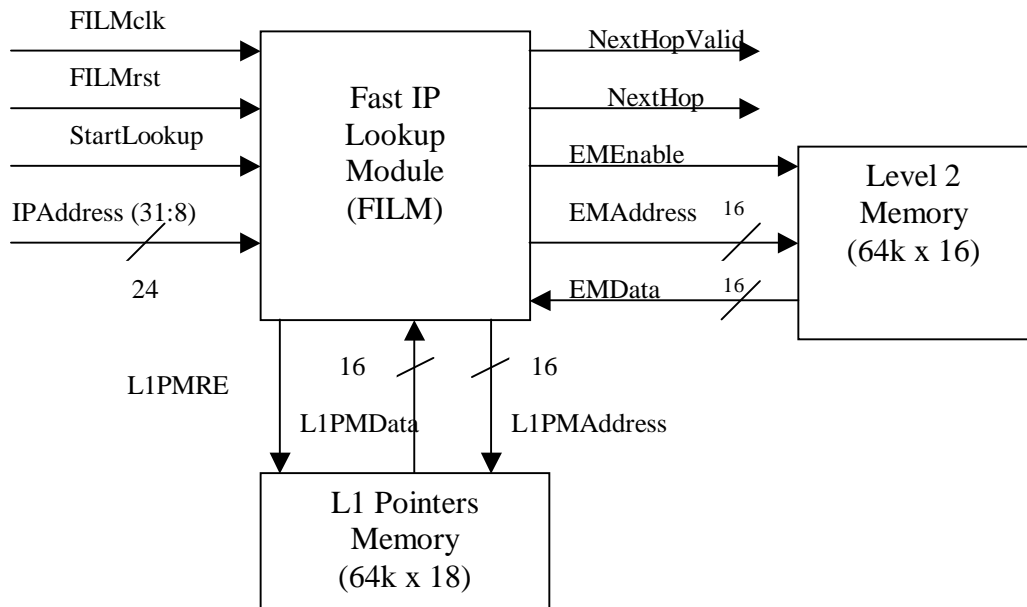 FILMclk
FILMrst
StartLookup
IPAddress (31:8)
24
Fast IP
Lookup
Module
(FILM)
NextHopValid
NextHop
EMEnable
EMAddress
16
EMData
16
Level 2
Memory
(64k x 16)
L1PMRE
16
L1PMData
16
L1PMAddress
L1 Pointers
Memory
(64k x 18)